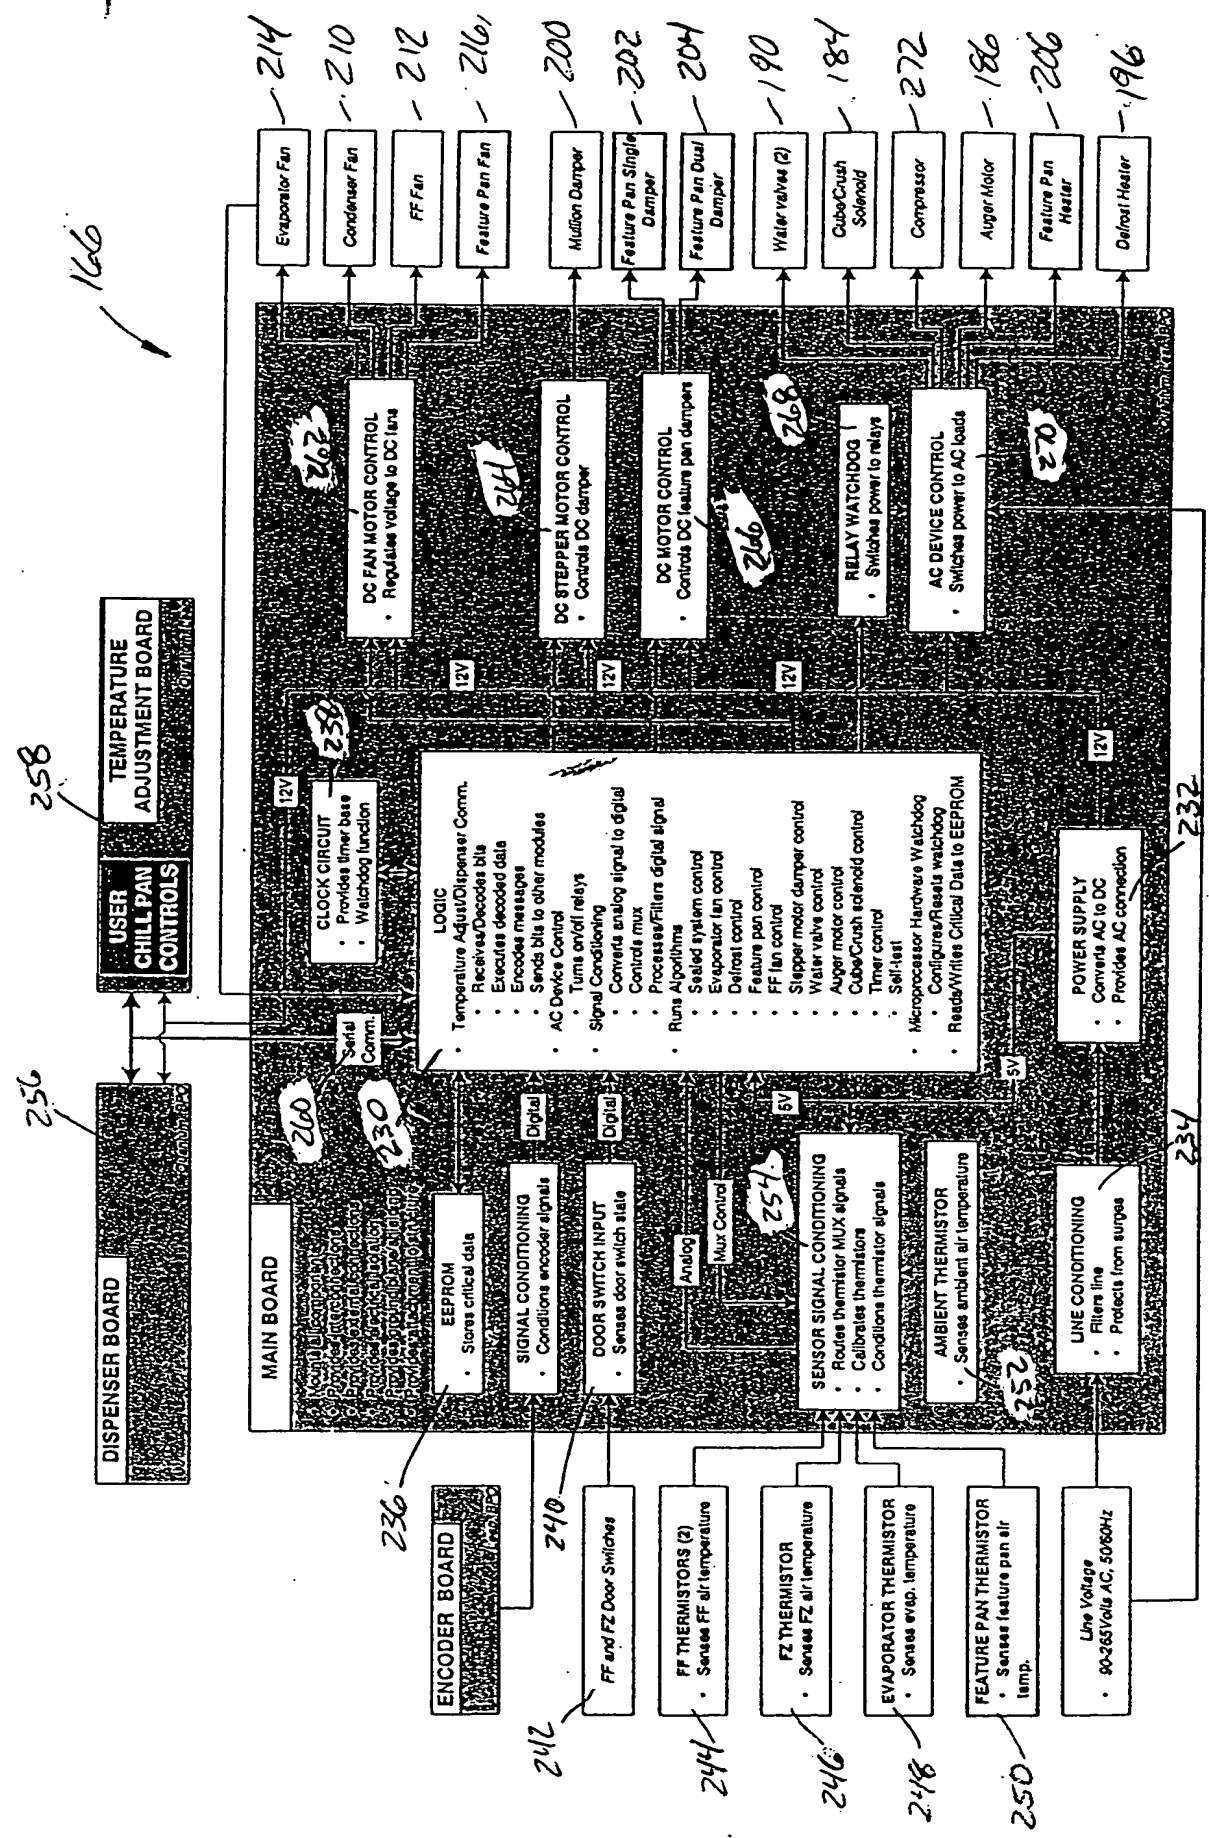 166
DISPENSER BOARD
256
USER
CHILL PAN
CONTROLS
TEMPERATURE
ADJUSTMENT BOARD
258
MAIN BOARD
Mounts all components
Provides interconnections
Provides external connections
Provides electrical isolation
260
Serial
Comm.
230
12V
CLOCK CIRCUIT
• Provides timer base
• Watchdog function
238
EEPROM
• Stores critical data
236
ENCODER BOARD
SIGNAL CONDITIONING
• Conditions encoder signals
Digital
FF and FZ Door Switches
242
DOOR SWITCH INPUT
• Senses door switch state
240
Digital
Analog
Mux Control
5V
FF THERMISTORS (2)
• Senses FF air temperature
244
FZ THERMISTOR
• Senses FZ air temperature
246
EVAPORATOR THERMISTOR
• Senses evap. temperature
248
FEATURE PAN THERMISTOR
• Senses feature pan air
temp.
250
SENSOR SIGNAL CONDITIONING
• Routes thermistor MUX signals
• Calibrates thermistors
• Conditions thermistor signals
254
AMBIENT THERMISTOR
• Senses ambient air temperature
252
Line Voltage
• 90-265Volts AC, 50/60Hz
LINE CONDITIONING
• Filters line
• Protects from surges
234
POWER SUPPLY
• Converts AC to DC
• Provides AC connection
232
5V
12V
LOGIC
• Temperature Adjust/Dispenser Comm.
• Receives/Decodes bits
• Executes decoded data
• Encodes messages
• Sends bits to other modules
• AC Device Control
• Turns on/off relays
• Signal Conditioning
• Converts analog signal to digital
• Controls mux
• Processes/Filters digital signal
• Runs Algorithms
• Sealed system control
• Evaporator fan control
• Defrost control
• Feature pan control
• FF fan control
• Stepper motor damper control
• Water valve control
• Auger motor control
• Cube/Crush solenoid control
• Timer control
• Self-test
• Microprocessor Hardware Watchdog
• Configures/Resets watchdog
• Reads/Writes Critical Data to EEPROM
12V
12V
12V
DC FAN MOTOR CONTROL
• Regulates voltage to DC fans
262
DC STEPPER MOTOR CONTROL
• Controls DC damper
264
DC MOTOR CONTROL
• Controls DC feature pan dampers
266
RELAY WATCHDOG
• Switches power to relays
268
AC DEVICE CONTROL
• Switches power to AC loads
270
Evaporator Fan
214
Condenser Fan
210
FF Fan
212
Feature Pan Fan
216
Mullion Damper
200
Feature Pan Single
Damper
202
Feature Pan Dual
Damper
204
Water valves (2)
190
Cube/Crush
Solenoid
184
Compressor
272
Auger Motor
186
Feature Pan
Heater
206
Defrost Heater
196